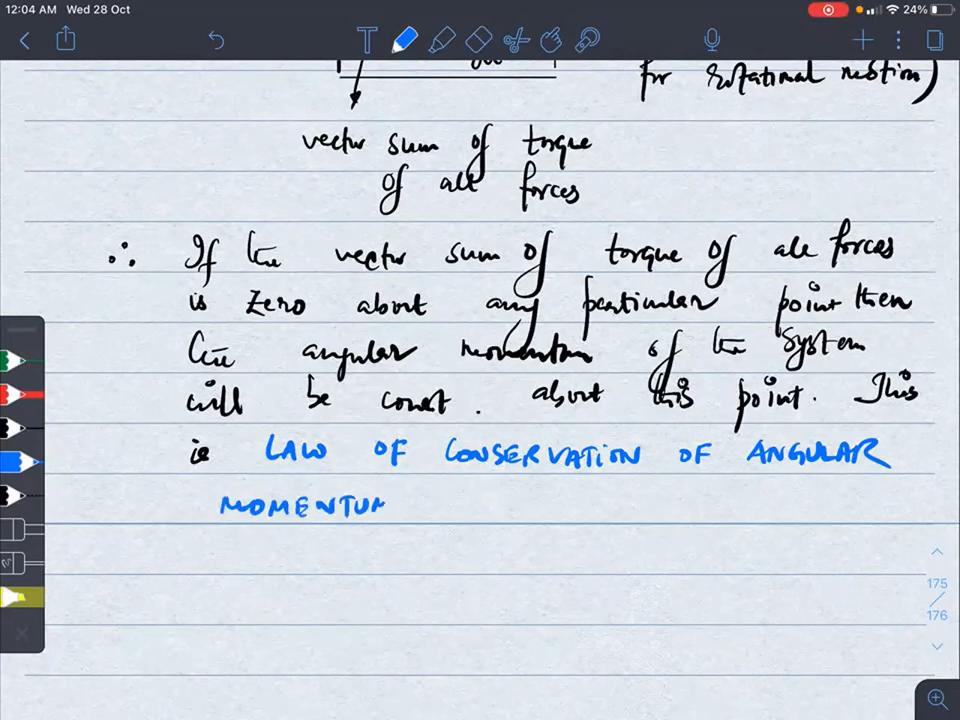 12:04 AM Wed 28 Oct
24%
for rotational motion)
vector sum of torque
of all forces
∴ If the vector sum of torque of all forces
is zero about any particular point then
the angular momentum of the system
will be const. about this point. This
is LAW OF CONSERVATION OF ANGULAR
MOMENTUM
175
176